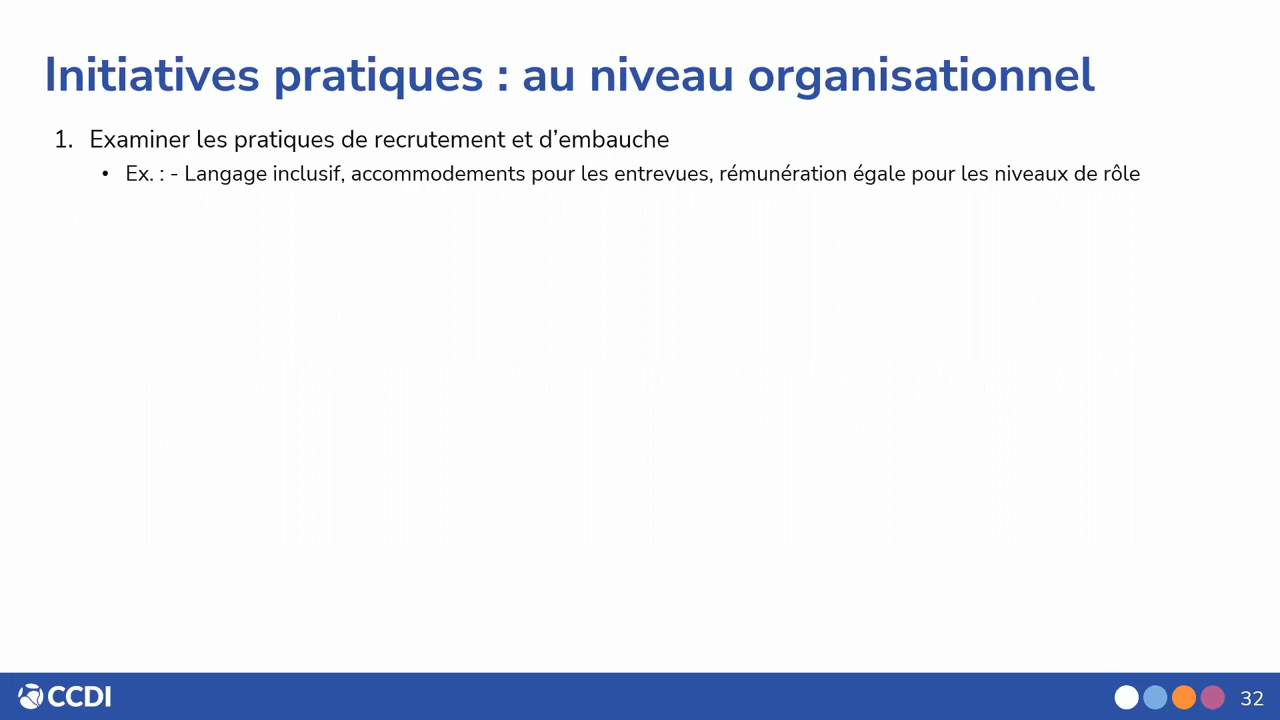 Initiatives pratiques : au niveau organisationnel
1. Examiner les pratiques de recrutement et d’embauche
• Ex. : - Langage inclusif, accommodements pour les entrevues, rémunération égale pour les niveaux de rôle
CCDI
32